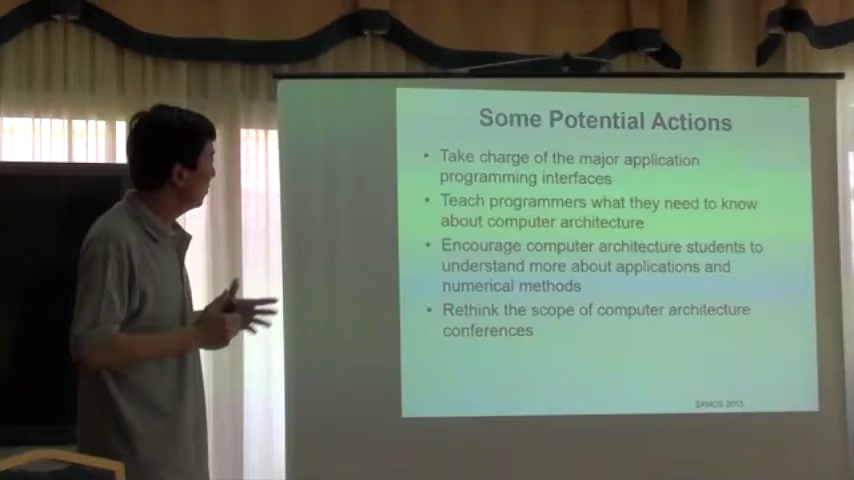 Some Potential Actions
• Take charge of the major application
programming interfaces
• Teach programmers what they need to know
about computer architecture
• Encourage computer architecture students to
understand more about applications and
numerical methods
• Rethink the scope of computer architecture
conferences
SAMOS 2013